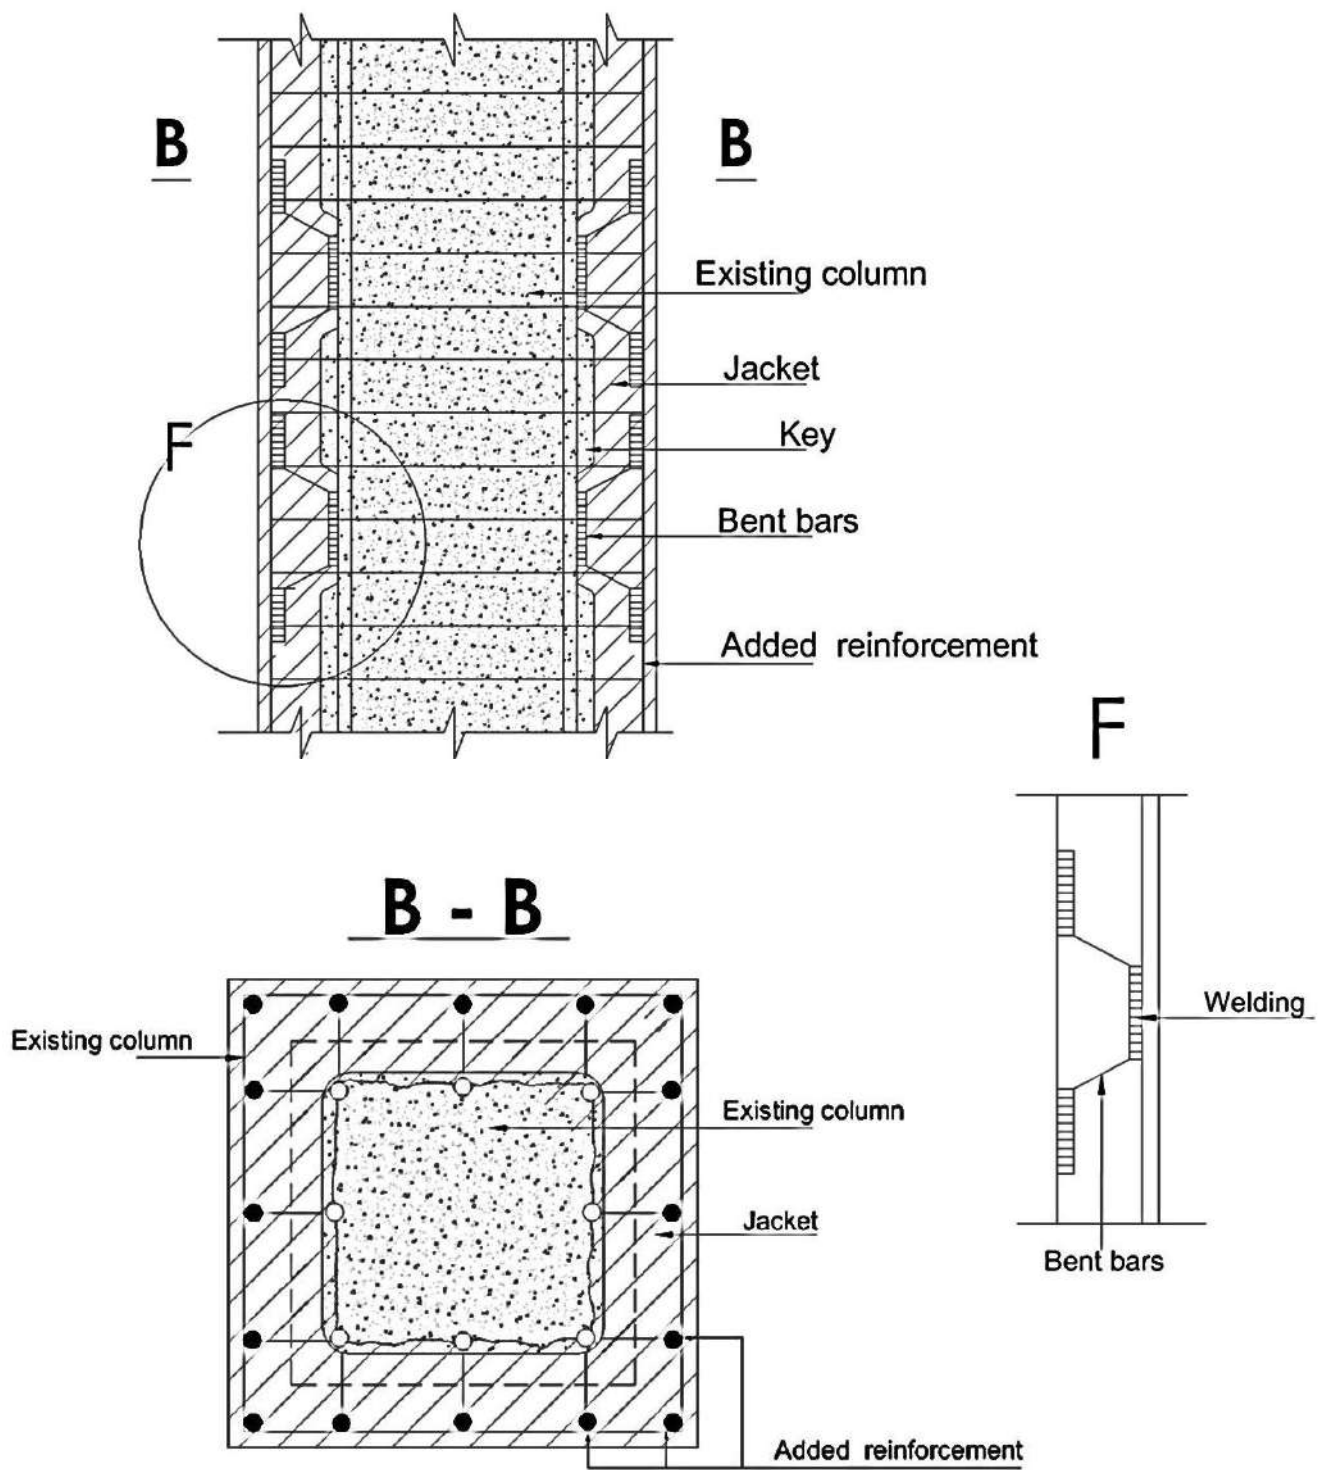 B
B
Existing column
Jacket
Key
F
Bent bars
Added reinforcement
F
B - B
Welding
Existing column
Existing column
Jacket
Bent bars
Added reinforcement